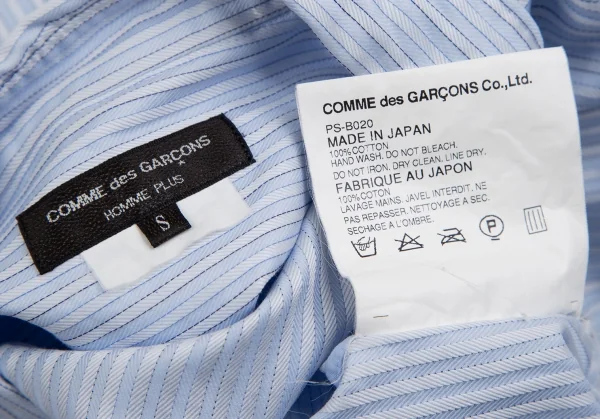 COMME des GARÇONS
HOMME PLUS
S
COMME des GARÇONS Co.,Ltd.
PS-B020
MADE IN JAPAN
100%COTTON
HAND WASH. DO NOT BLEACH.
DO NOT IRON. DRY CLEAN. LINE DRY.
FABRIQUE AU JAPON
100%COTON
LAVAGE MAINS. JAVEL INTERDIT. NE
PAS REPASSER. NETTOYAGE A SEC.
SECHAGE A L'OMBRE.
P